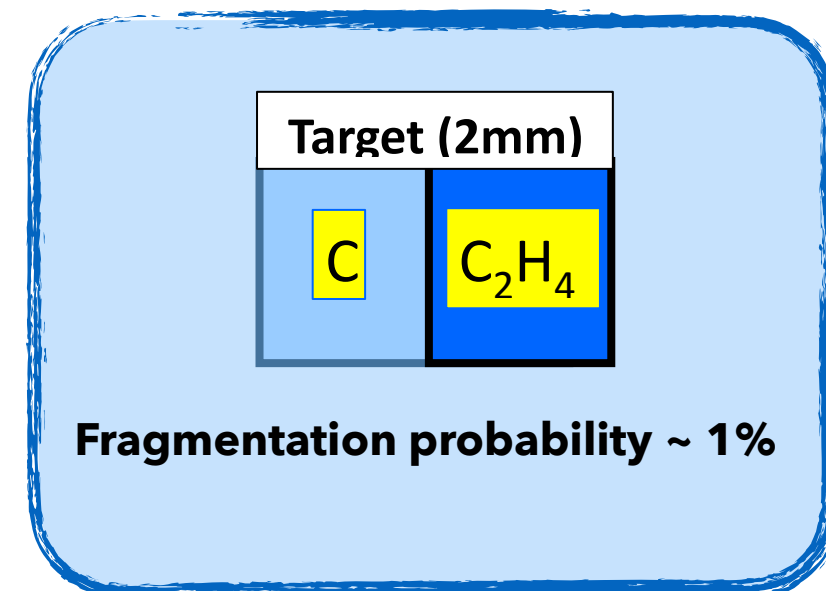 Target (2mm)
C
C₂H₄
Fragmentation probability ~ 1%